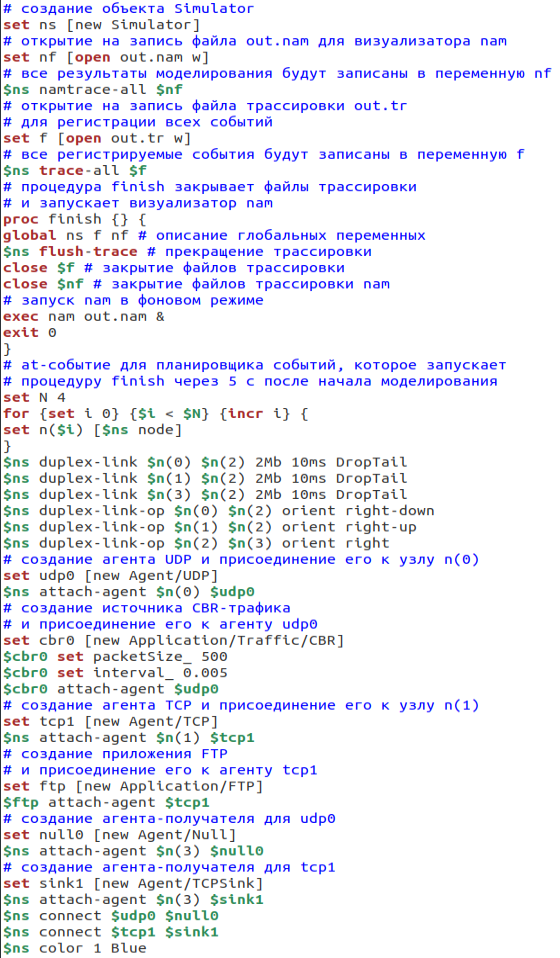 # создание объекта Simulator
set ns [new Simulator]
# открытие на запись файла out.nam для визуализатора nam
set nf [open out.nam w]
# все результаты моделирования будут записаны в переменную nf
$ns namtrace-all $nf
# открытие на запись файла трассировки out.tr
# для регистрации всех событий
set f [open out.tr w]
# все регистрируемые события будут записаны в переменную f
$ns trace-all $f
# процедура finish закрывает файлы трассировки
# и запускает визуализатор nam
proc finish {} {
global ns f nf # описание глобальных переменных
$ns flush-trace # прекращение трассировки
close $f # закрытие файлов трассировки
close $nf # закрытие файлов трассировки nam
# запуск nam в фоновом режиме
exec nam out.nam &
exit 0
}
# at-событие для планировщика событий, которое запускает
# процедуру finish через 5 с после начала моделирования
set N 4
for {set i 0} {$i < $N} {incr i} {
set n($i) [$ns node]
}
$ns duplex-link $n(0) $n(2) 2Mb 10ms DropTail
$ns duplex-link $n(1) $n(2) 2Mb 10ms DropTail
$ns duplex-link $n(3) $n(2) 2Mb 10ms DropTail
$ns duplex-link-op $n(0) $n(2) orient right-down
$ns duplex-link-op $n(1) $n(2) orient right-up
$ns duplex-link-op $n(2) $n(3) orient right
# создание агента UDP и присоединение его к узлу n(0)
set udp0 [new Agent/UDP]
$ns attach-agent $n(0) $udp0
# создание источника CBR-трафика
# и присоединение его к агенту udp0
set cbr0 [new Application/Traffic/CBR]
$cbr0 set packetSize_ 500
$cbr0 set interval_ 0.005
$cbr0 attach-agent $udp0
# создание агента TCP и присоединение его к узлу n(1)
set tcp1 [new Agent/TCP]
$ns attach-agent $n(1) $tcp1
# создание приложения FTP
# и присоединение его к агенту tcp1
set ftp [new Application/FTP]
$ftp attach-agent $tcp1
# создание агента-получателя для udp0
set null0 [new Agent/Null]
$ns attach-agent $n(3) $null0
# создание агента-получателя для tcp1
set sink1 [new Agent/TCPSink]
$ns attach-agent $n(3) $sink1
$ns connect $udp0 $null0
$ns connect $tcp1 $sink1
$ns color 1 Blue